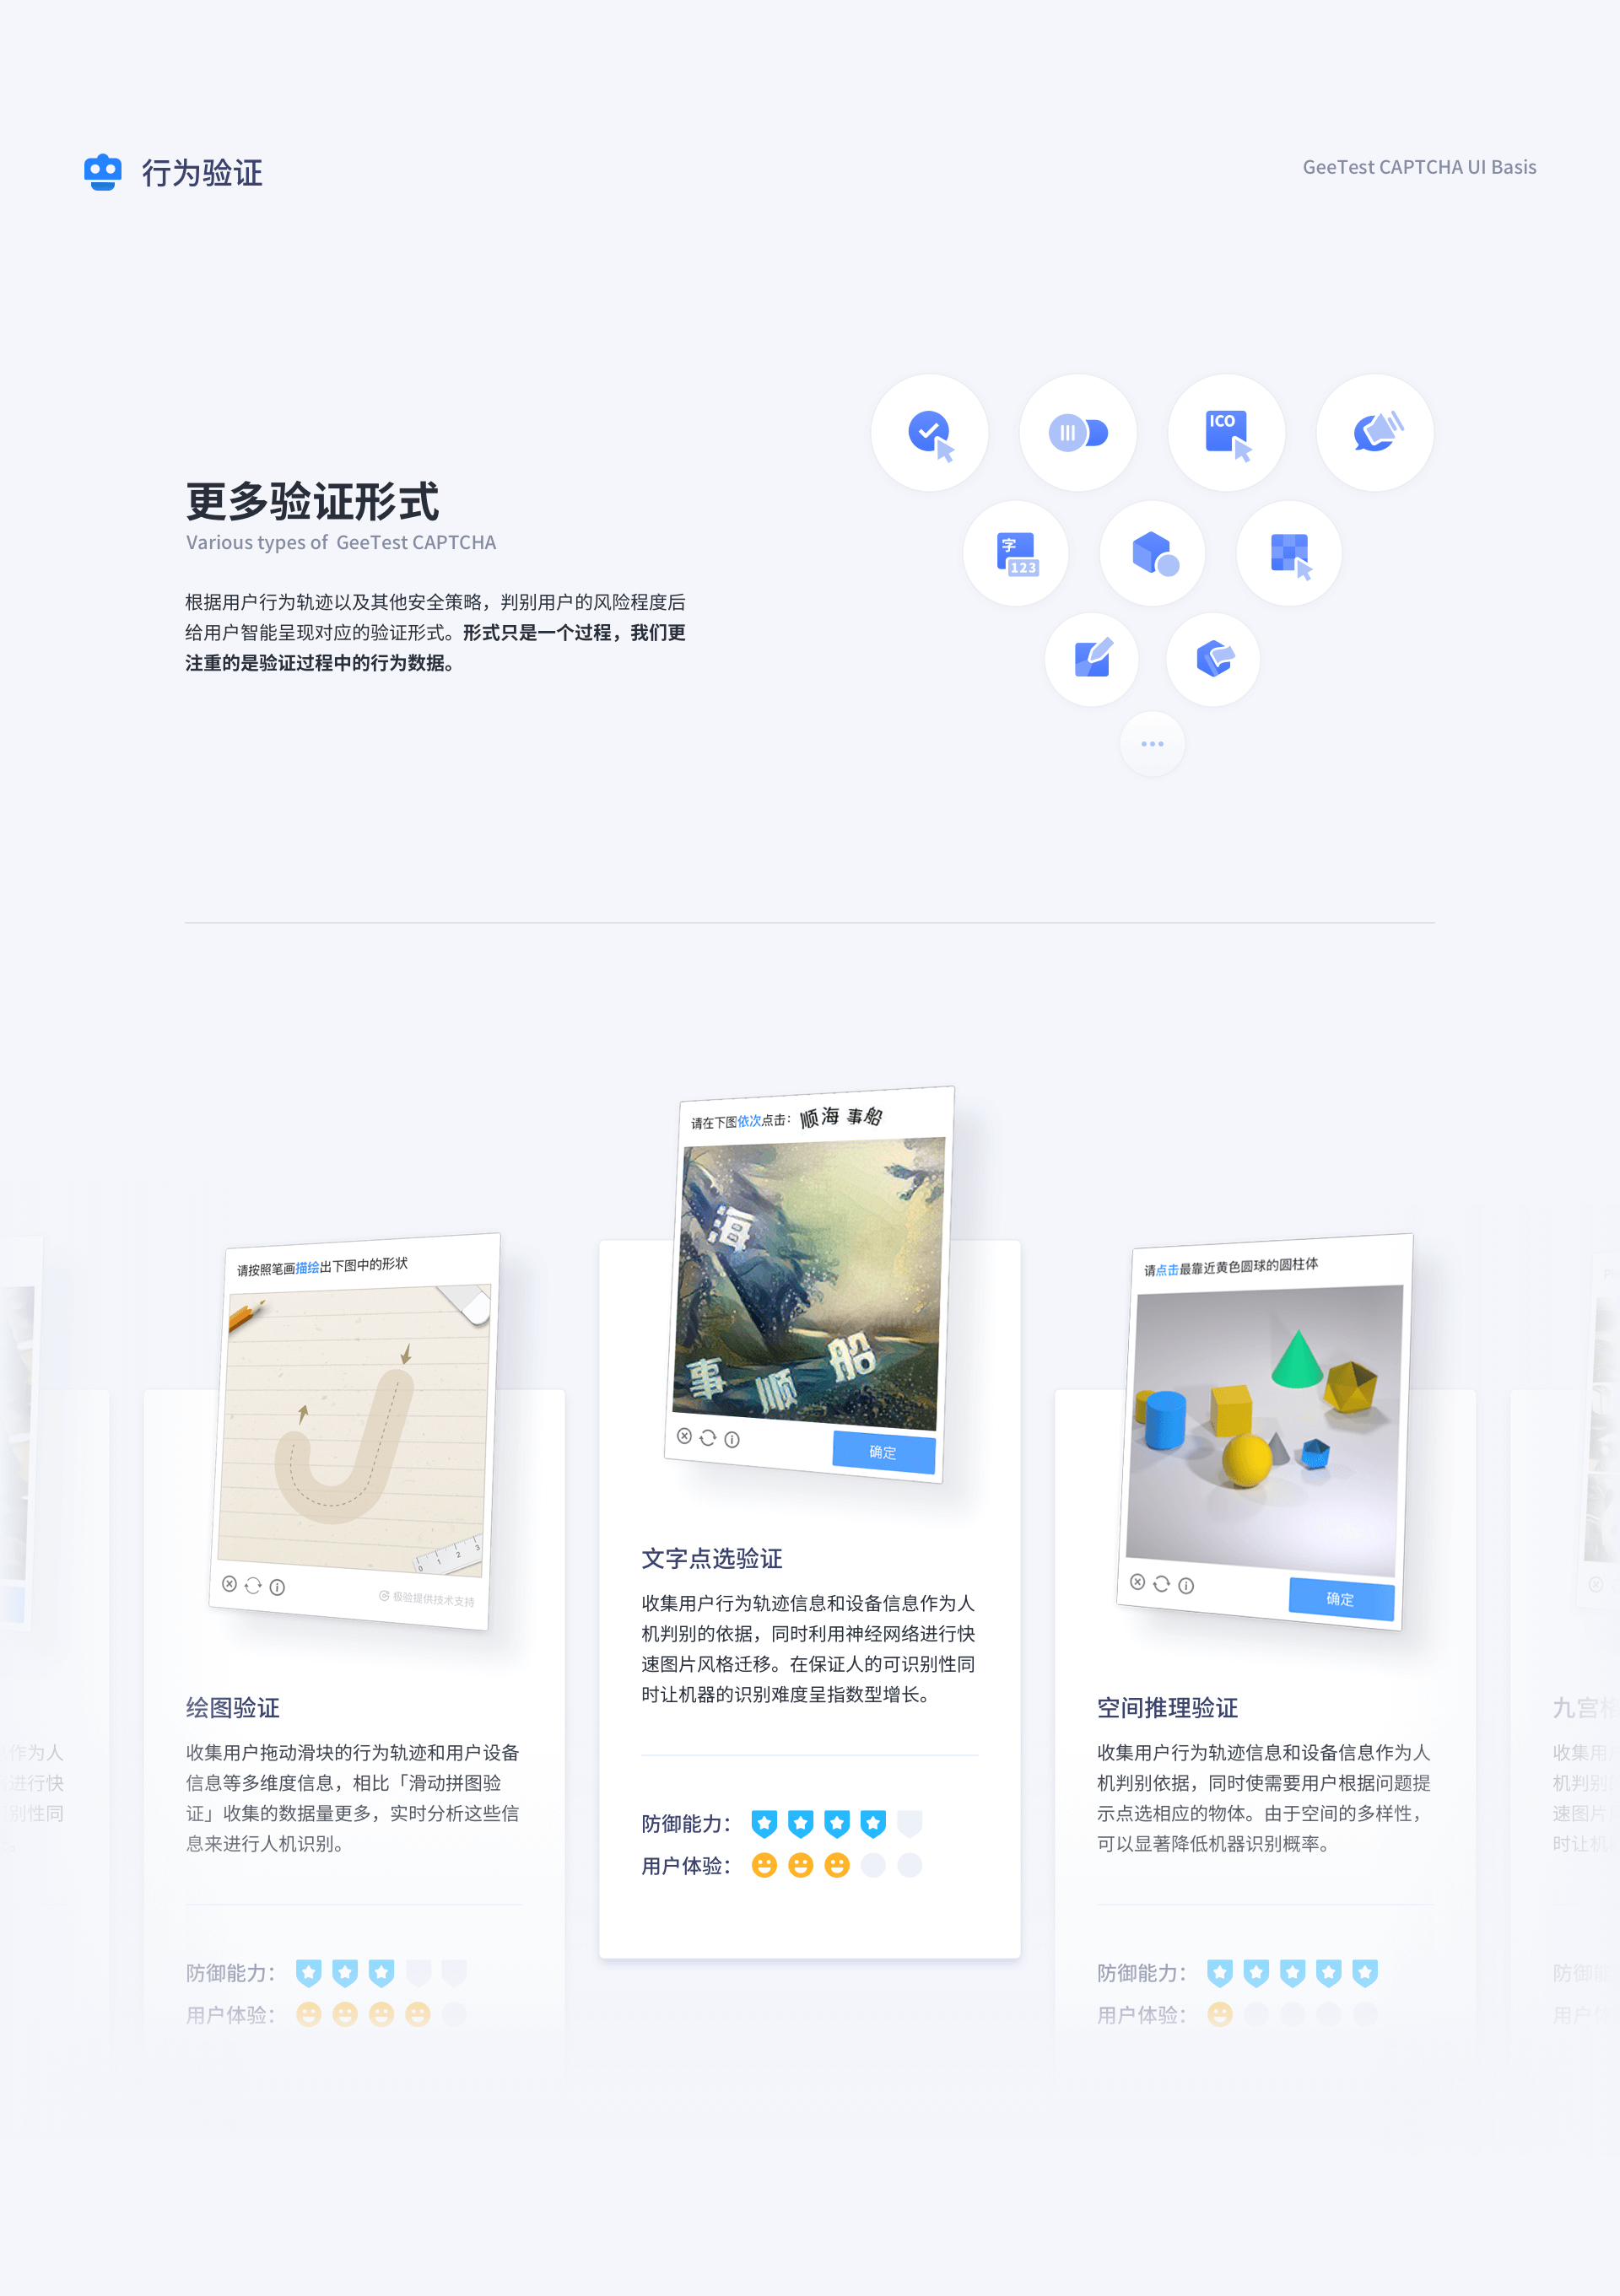 行为验证
GeeTest CAPTCHA UI Basis
ICO
字
123
更多验证形式
Various types of GeeTest CAPTCHA
根据用户行为轨迹以及其他安全策略，判别用户的风险程度后
给用户智能呈现对应的验证形式。形式只是一个过程，我们更
注重的是验证过程中的行为数据。
作为人
进行快
别性同
请按照笔画描绘出下图中的形状
0 1 2 3
极验提供技术支持
绘图验证
收集用户拖动滑块的行为轨迹和用户设备
信息等多维度信息，相比「滑动拼图验
证」收集的数据量更多，实时分析这些信
息来进行人机识别。
防御能力：
用户体验：
请在下图依次点击：顺海事船
海
事
顺
船
确定
文字点选验证
收集用户行为轨迹信息和设备信息作为人
机判别的依据，同时利用神经网络进行快
速图片风格迁移。在保证人的可识别性同
时让机器的识别难度呈指数型增长。
防御能力：
用户体验：
请点击最靠近黄色圆球的圆柱体
确定
空间推理验证
收集用户行为轨迹信息和设备信息作为人
机判别依据，同时使需要用户根据问题提
示点选相应的物体。由于空间的多样性，
可以显著降低机器识别概率。
防御能力：
用户体验：
九宫格
收集用
机判别
速图片
时让机
防御
用户